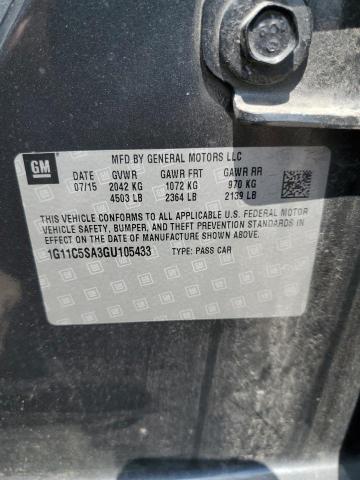 GM
MFD BY GENERAL MOTORS LLC
DATE GVWR GAWR FRT GAWR RR
07/15 2042 KG 1072 KG 970 KG
4503 LB 2364 LB 2139 LB
THIS VEHICLE CONFORMS TO ALL APPLICABLE U.S. FEDERAL MOTOR
VEHICLE SAFETY, BUMPER, AND THEFT PREVENTION STANDARDS
IN EFFECT ON THE DATE OF MANUFACTURE SHOWN ABOVE.
1G11C5SA3GU105433 TYPE: PASS CAR